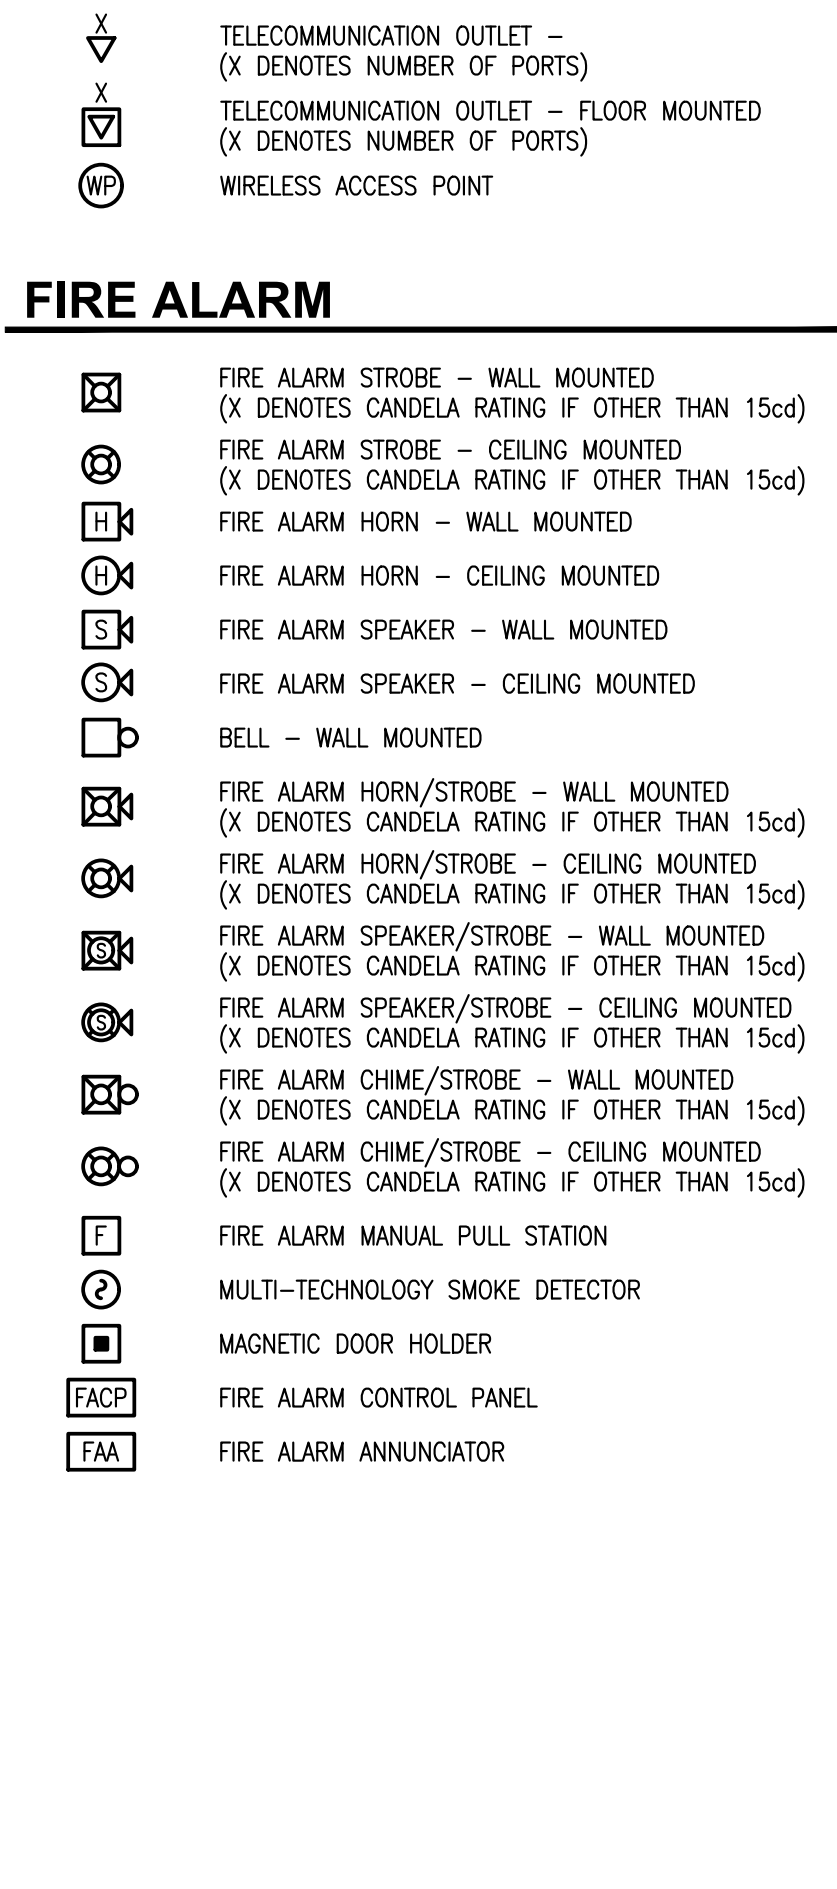 X
TELECOMMUNICATION OUTLET –
(X DENOTES NUMBER OF PORTS)
X
TELECOMMUNICATION OUTLET – FLOOR MOUNTED
(X DENOTES NUMBER OF PORTS)
WP WIRELESS ACCESS POINT
FIRE ALARM
FIRE ALARM STROBE – WALL MOUNTED
(X DENOTES CANDELA RATING IF OTHER THAN 15cd)
FIRE ALARM STROBE – CEILING MOUNTED
(X DENOTES CANDELA RATING IF OTHER THAN 15cd)
H FIRE ALARM HORN – WALL MOUNTED
H FIRE ALARM HORN – CEILING MOUNTED
S FIRE ALARM SPEAKER – WALL MOUNTED
S FIRE ALARM SPEAKER – CEILING MOUNTED
BELL – WALL MOUNTED
FIRE ALARM HORN/STROBE – WALL MOUNTED
(X DENOTES CANDELA RATING IF OTHER THAN 15cd)
FIRE ALARM HORN/STROBE – CEILING MOUNTED
(X DENOTES CANDELA RATING IF OTHER THAN 15cd)
S FIRE ALARM SPEAKER/STROBE – WALL MOUNTED
(X DENOTES CANDELA RATING IF OTHER THAN 15cd)
S FIRE ALARM SPEAKER/STROBE – CEILING MOUNTED
(X DENOTES CANDELA RATING IF OTHER THAN 15cd)
FIRE ALARM CHIME/STROBE – WALL MOUNTED
(X DENOTES CANDELA RATING IF OTHER THAN 15cd)
FIRE ALARM CHIME/STROBE – CEILING MOUNTED
(X DENOTES CANDELA RATING IF OTHER THAN 15cd)
F FIRE ALARM MANUAL PULL STATION
MULTI–TECHNOLOGY SMOKE DETECTOR
MAGNETIC DOOR HOLDER
FACP FIRE ALARM CONTROL PANEL
FAA FIRE ALARM ANNUNCIATOR